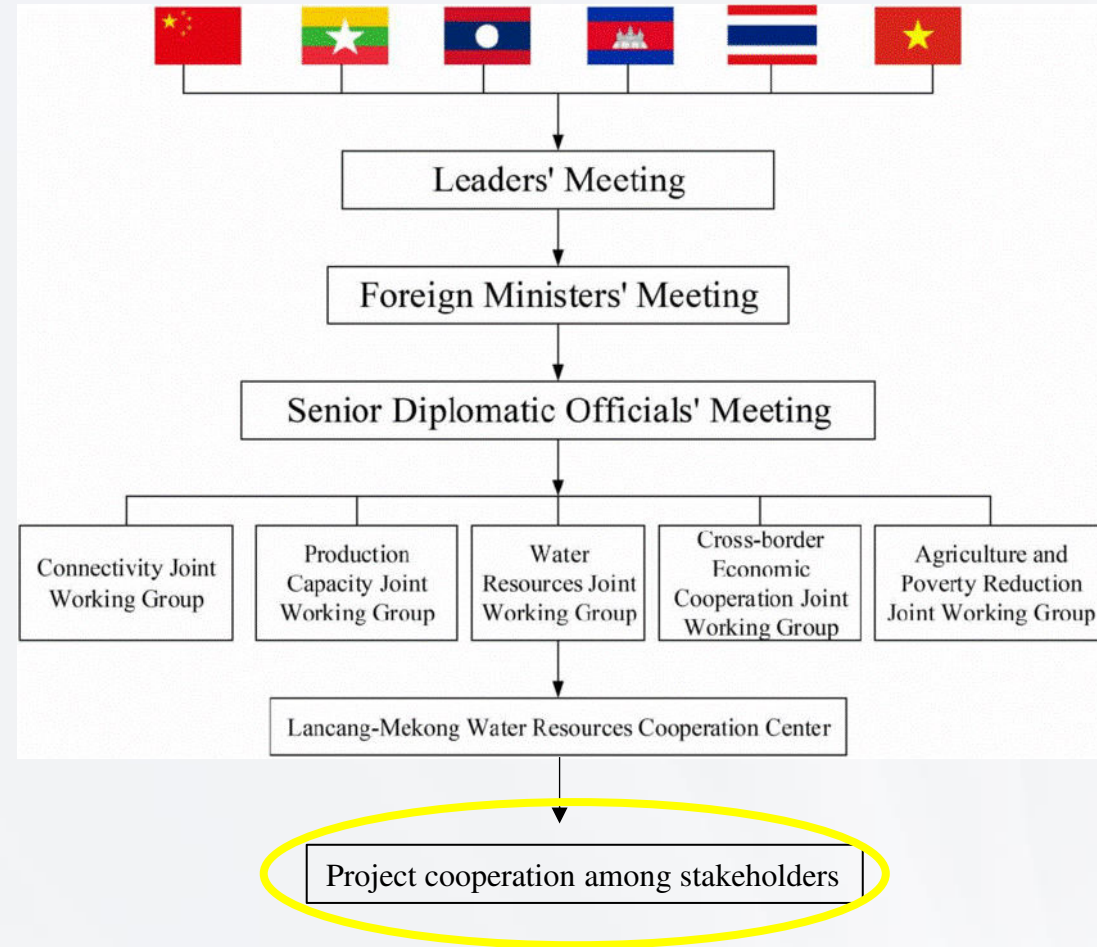 Leaders' Meeting
Foreign Ministers' Meeting
Senior Diplomatic Officials' Meeting
Connectivity Joint
Working Group
Production
Capacity Joint
Working Group
Water
Resources Joint
Working Group
Cross-border
Economic
Cooperation Joint
Working Group
Agriculture and
Poverty Reduction
Joint Working Group
Lancang-Mekong Water Resources Cooperation Center
Project cooperation among stakeholders